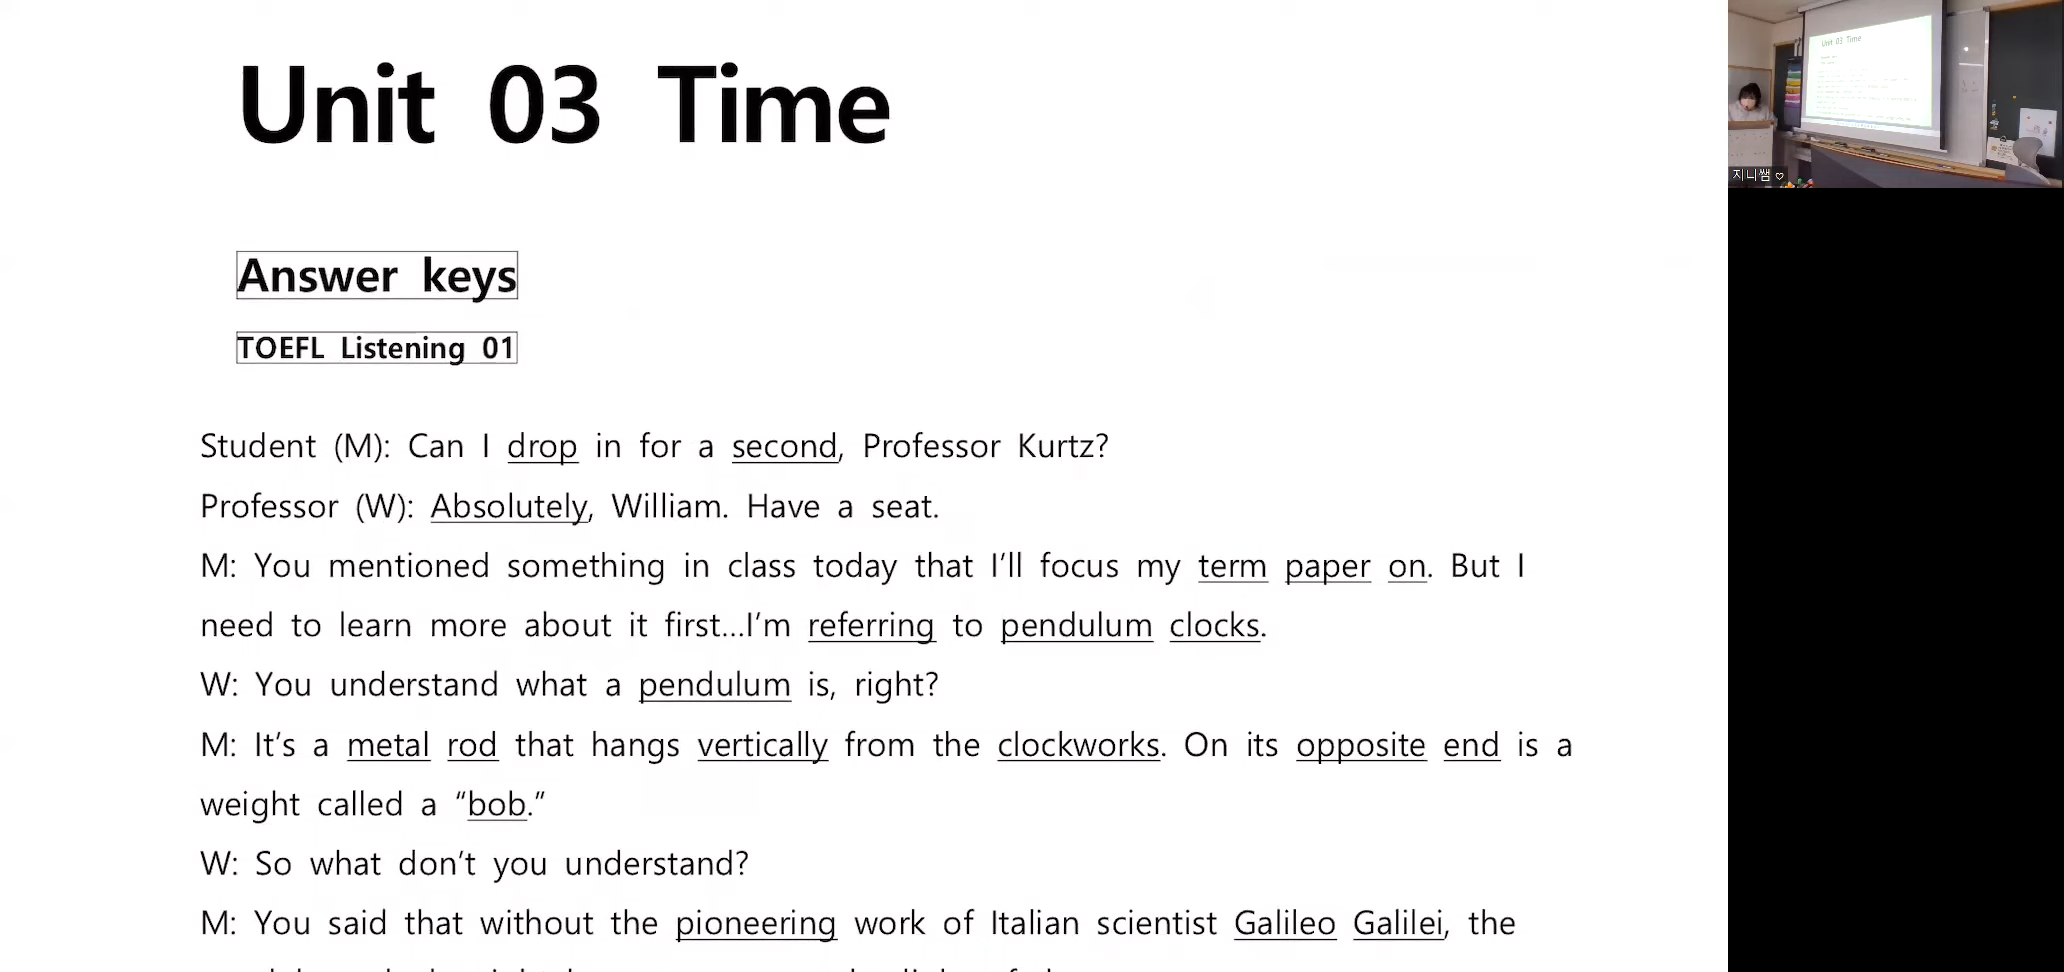 Unit 03 Time
Answer keys
TOEFL Listening 01
Student (M): Can I drop in for a second, Professor Kurtz?
Professor (W): Absolutely, William. Have a seat.
M: You mentioned something in class today that I’ll focus my term paper on. But I
need to learn more about it first...I’m referring to pendulum clocks.
W: You understand what a pendulum is, right?
M: It’s a metal rod that hangs vertically from the clockworks. On its opposite end is a
weight called a “bob.”
W: So what don’t you understand?
M: You said that without the pioneering work of Italian scientist Galileo Galilei, the
Unit 03 Time
지니쌤 ♡